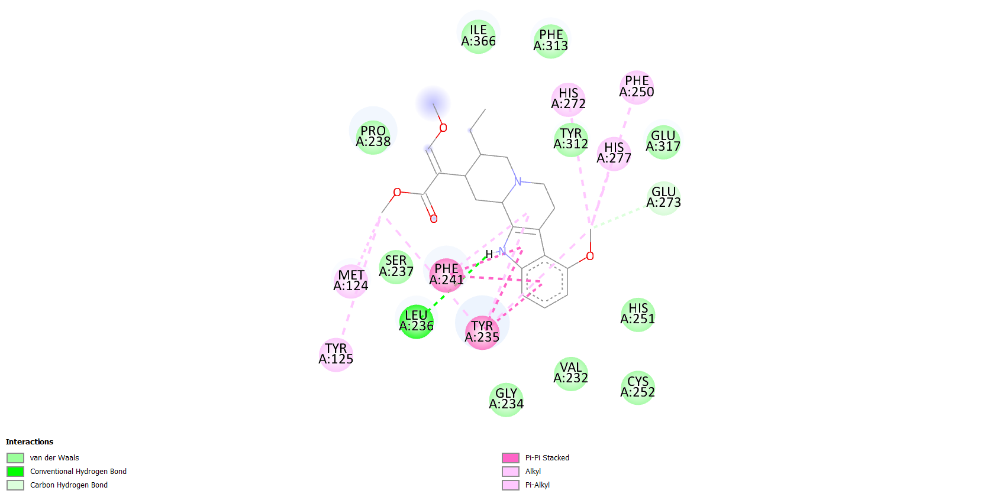 ILE
A:366
PHE
A:313
PHE
A:250
HIS
A:272
PRO
A:238
O
TYR
A:312
HIS
A:277
GLU
A:317
N
O
O
GLU
A:273
H
N
O
SER
A:237
PHE
A:241
MET
A:124
LEU
A:236
TYR
A:235
HIS
A:251
TYR
A:125
VAL
A:232
CYS
A:252
GLY
A:234
Interactions
van der Waals
Conventional Hydrogen Bond
Carbon Hydrogen Bond
Pi-Pi Stacked
Alkyl
Pi-Alkyl